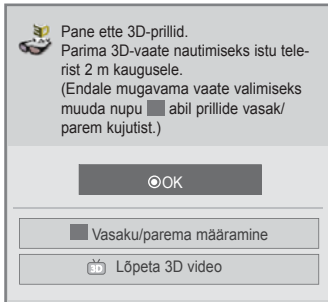 Pane ette 3D-prillid.
Parima 3D-vaate nautimiseks istu tele-
rist 2 m kaugusele.
(Endale mugavama vaate valimiseks
muuda nupu abil prillide vasak/
parem kujutist.)
OK
Vasaku/parema määramine
3D Lõpeta 3D video